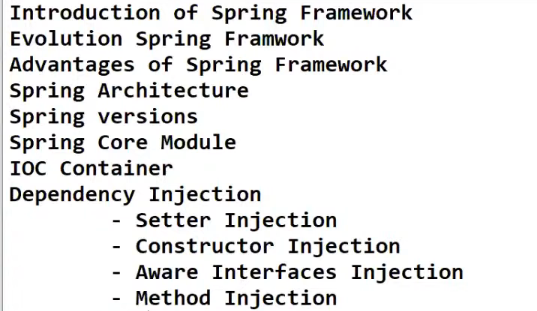 Introduction of Spring Framework
Evolution Spring Framwork
Advantages of Spring Framework
Spring Architecture
Spring versions
Spring Core Module
IOC Container
Dependency Injection
- Setter Injection
- Constructor Injection
- Aware Interfaces Injection
- Method Injection